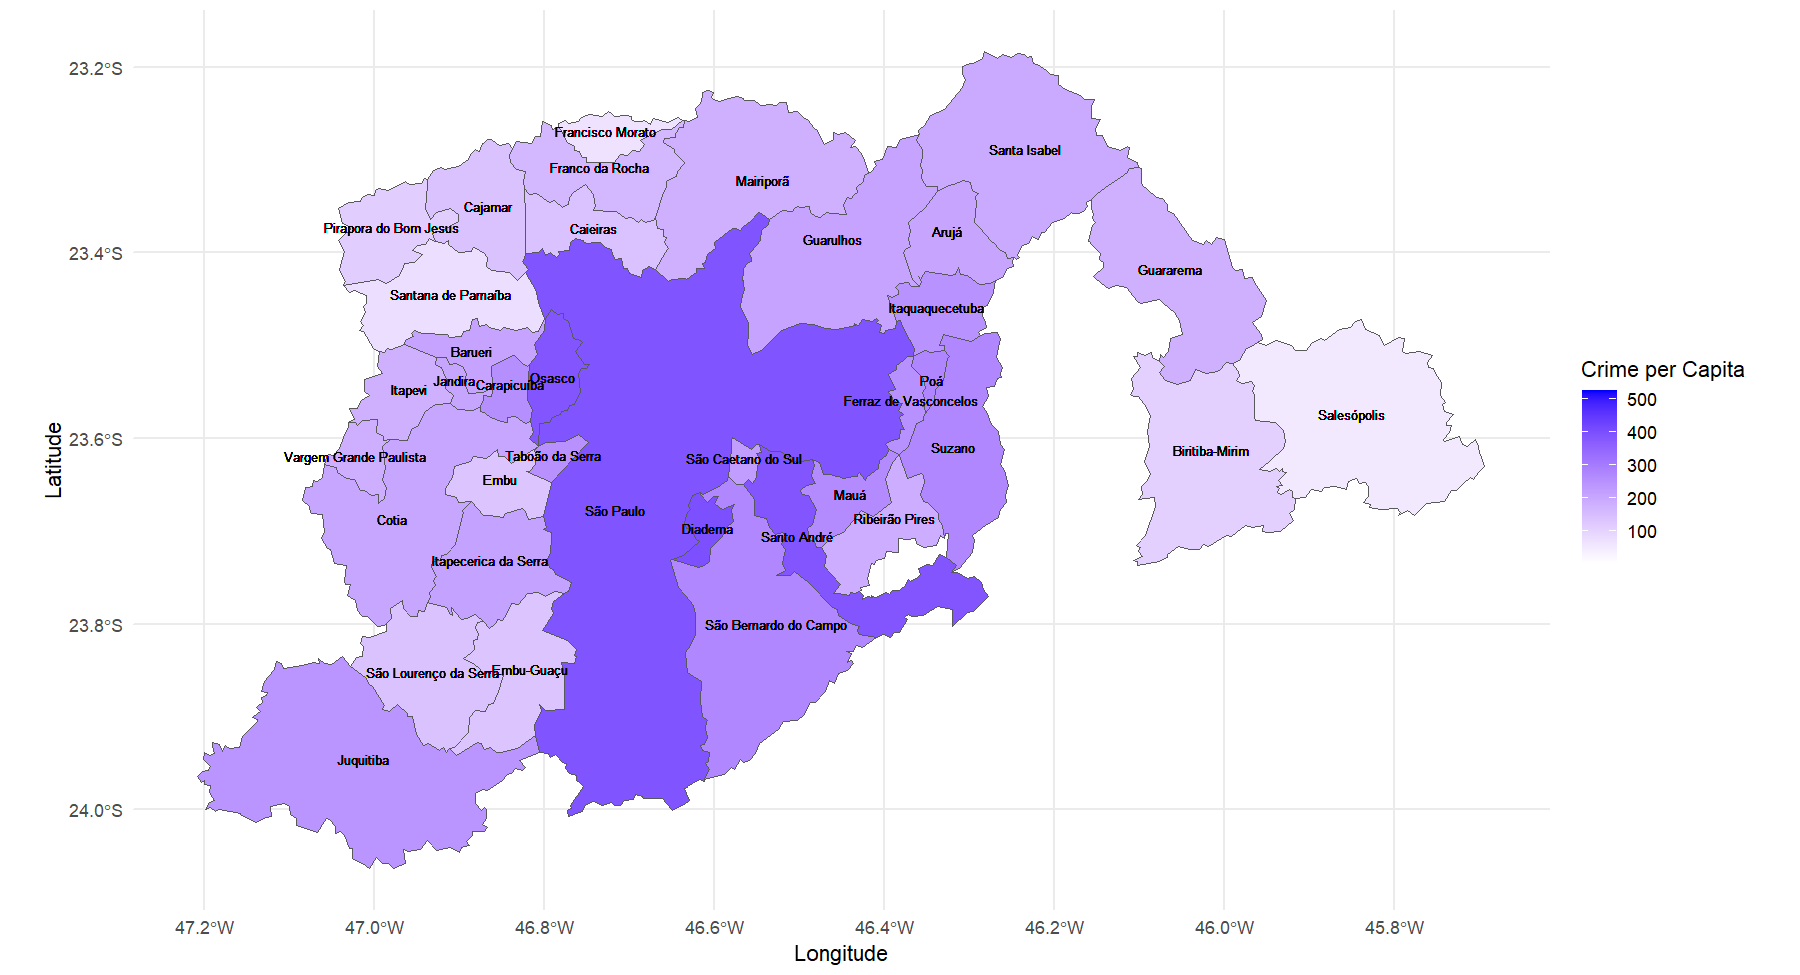 23.2°S
23.4°S
23.6°S
23.8°S
24.0°S
Latitude
Francisco Morato
Santa Isabel
Franco da Rocha
Mairiporã
Cajamar
Pirapora do Bom Jesus
Caieiras
Arujá
Guarulhos
Guararema
Santana de Parnaíba
Itaquaquecetuba
Barueri
Osasco
Jandira
Carapicuíba
Poá
Itapevi
Ferraz de Vasconcelos
Salesópolis
Suzano
Biritiba-Mirim
Vargem Grande Paulista
Taboão da Serra
São Caetano do Sul
Embu
Mauá
São Paulo
Cotia
Ribeirão Pires
Diadema
Santo André
Itapecerica da Serra
São Bernardo do Campo
São Lourenço da Serra
Embu-Guaçu
Juquitiba
Crime per Capita
500
400
300
200
100
47.2°W
47.0°W
46.8°W
46.6°W
46.4°W
46.2°W
46.0°W
45.8°W
Longitude